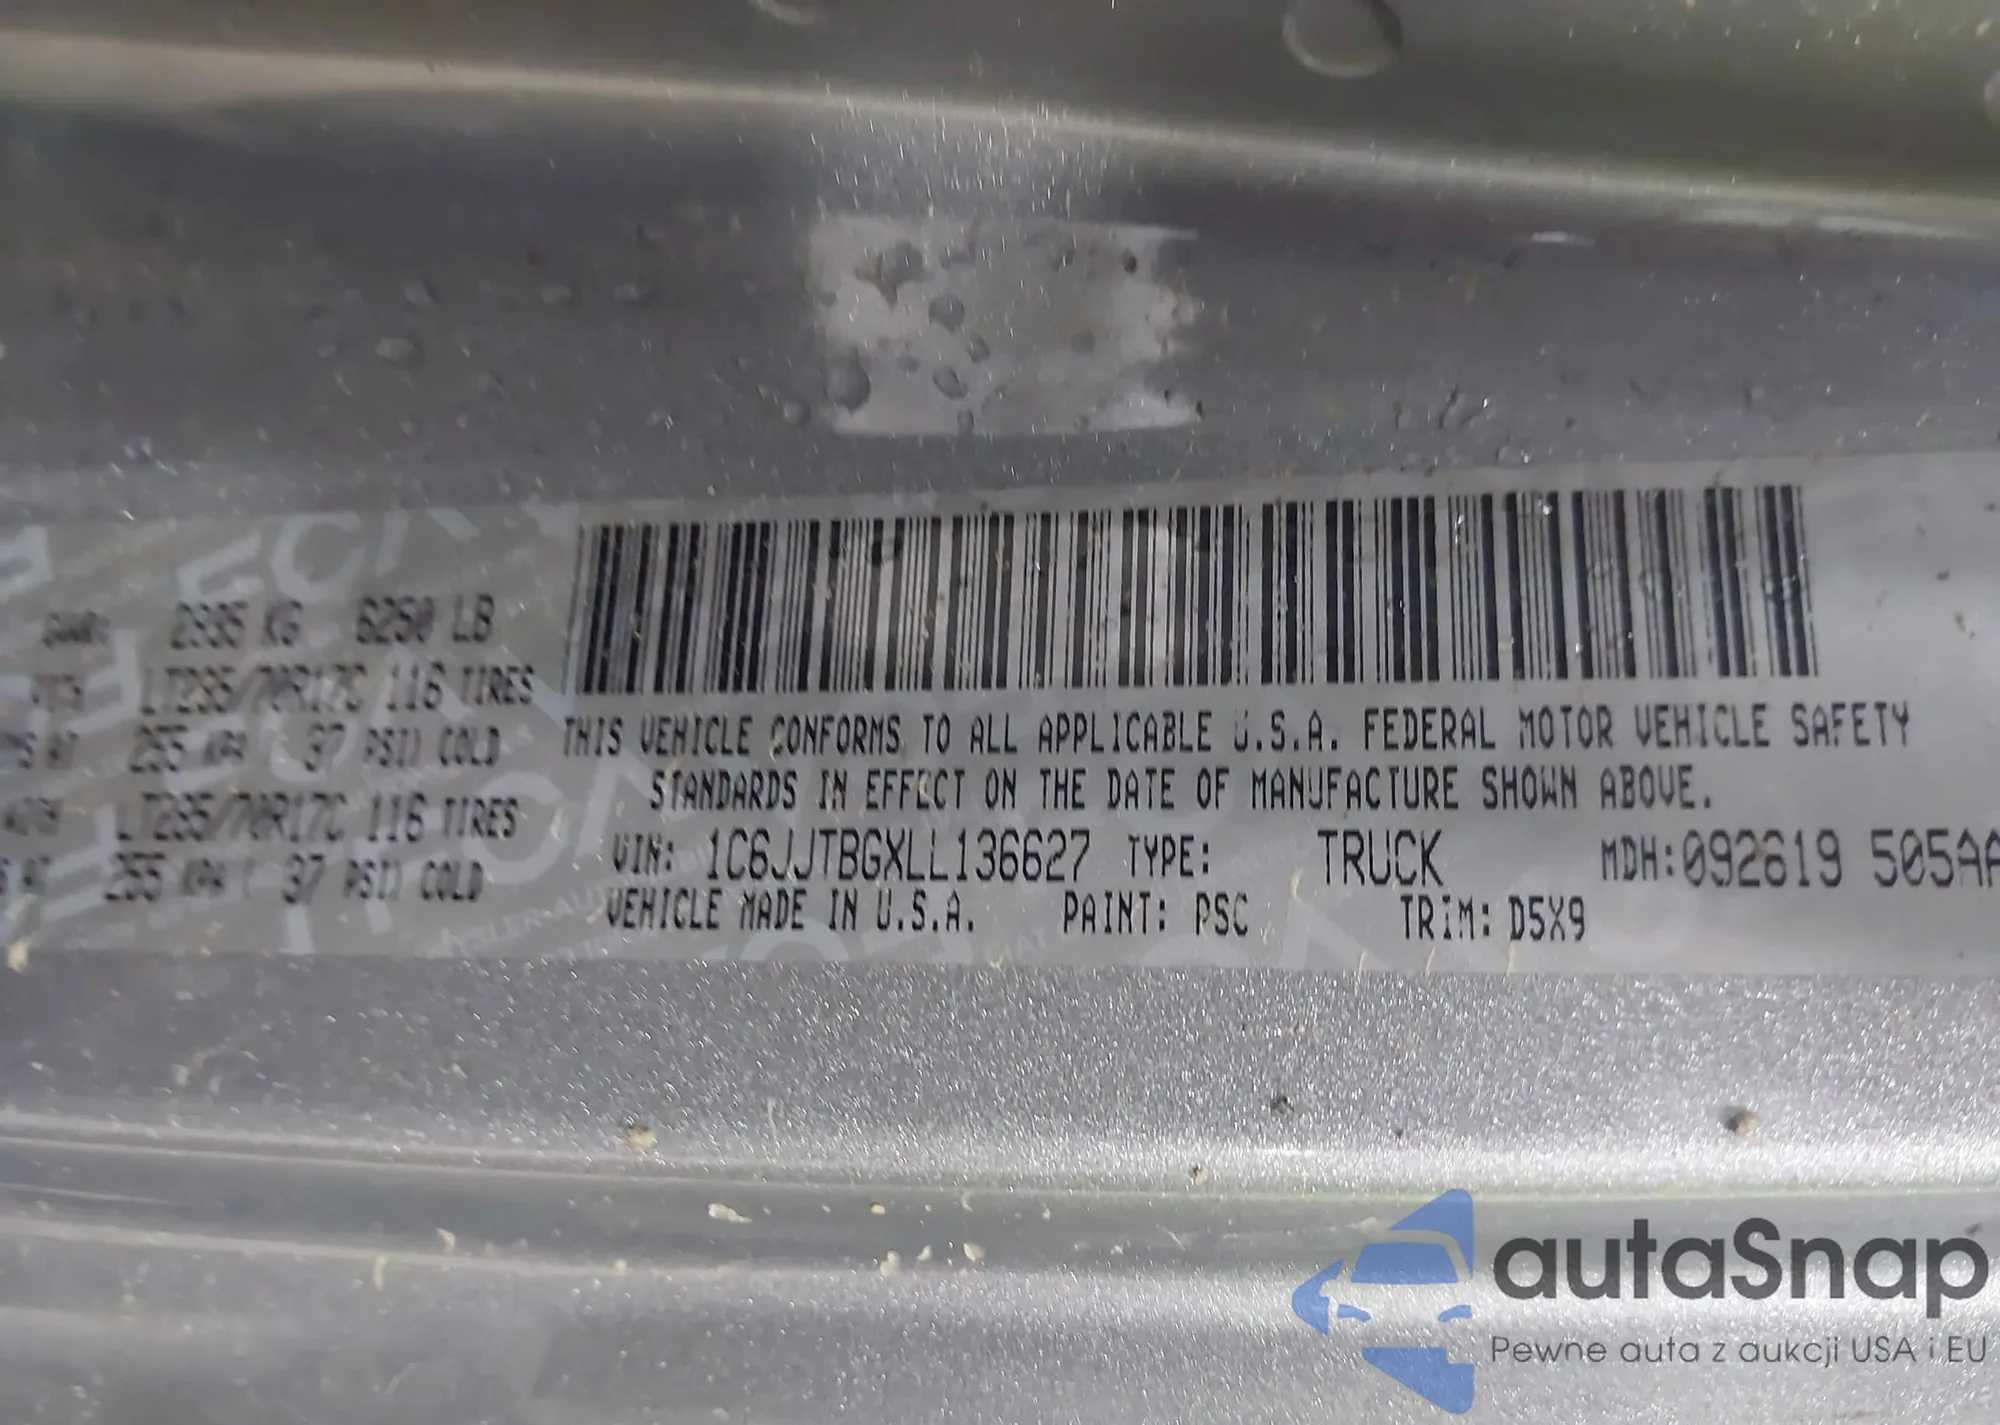 GVWR: 2835 KG 6250 LB
LT285/70R17C 116 TIRES
255 KPA ( 37 PSI) COLD
LT285/70R17C 116 TIRES
255 KPA ( 37 PSI) COLD
THIS VEHICLE CONFORMS TO ALL APPLICABLE U.S.A. FEDERAL MOTOR VEHICLE SAFETY
STANDARDS IN EFFECT ON THE DATE OF MANUFACTURE SHOWN ABOVE.
VIN: 1C6JJTBGXLL136627 TYPE: TRUCK MDH:092619 505AA
VEHICLE MADE IN U.S.A. PAINT: PSC TRIM: D5X9
autaSnap
Pewne auta z aukcji USA i EU